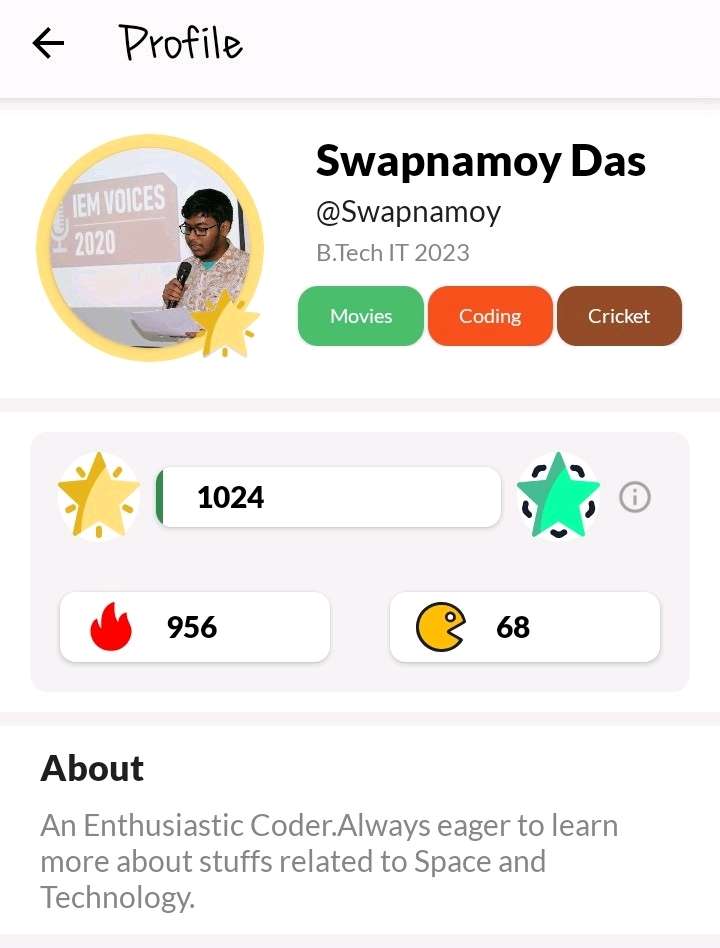 Profile
IEM VOICES
2020
Swapnamoy Das
@Swapnamoy
B.Tech IT 2023
Movies
Coding
Cricket
1024
956
68
About
An Enthusiastic Coder.Always eager to learn
more about stuffs related to Space and
Technology.